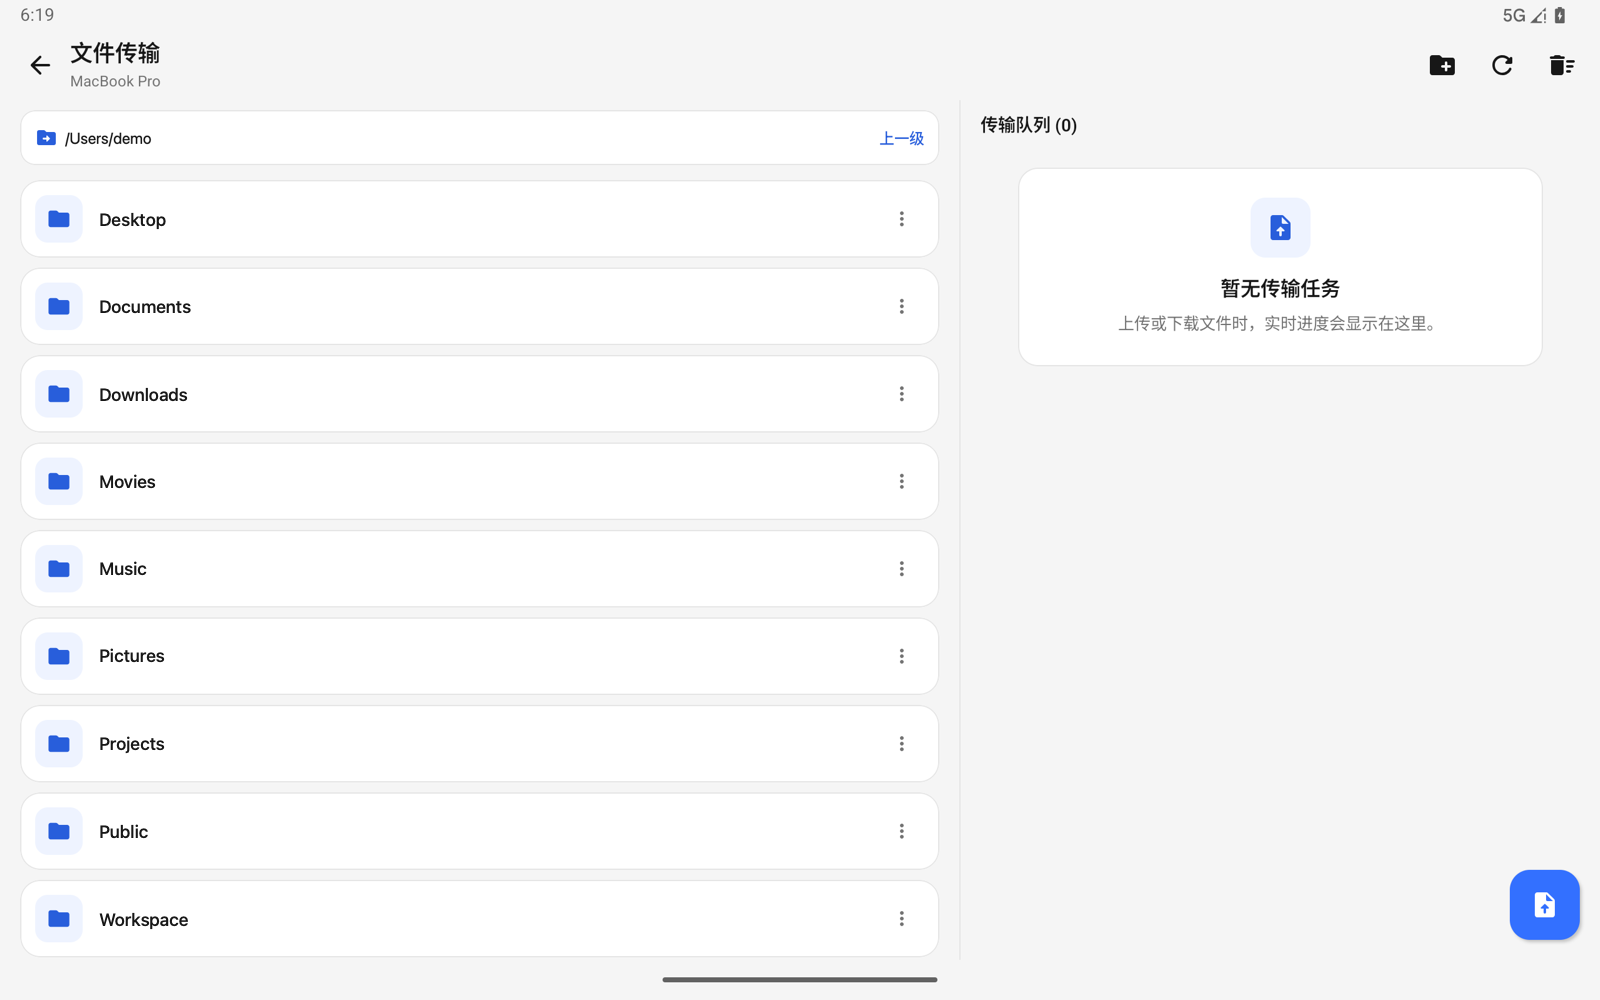 6:19
5G
文件传输
MacBook Pro
/Users/demo
上一级
Desktop
Documents
Downloads
Movies
Music
Pictures
Projects
Public
Workspace
传输队列 (0)
暂无传输任务
上传或下载文件时，实时进度会显示在这里。